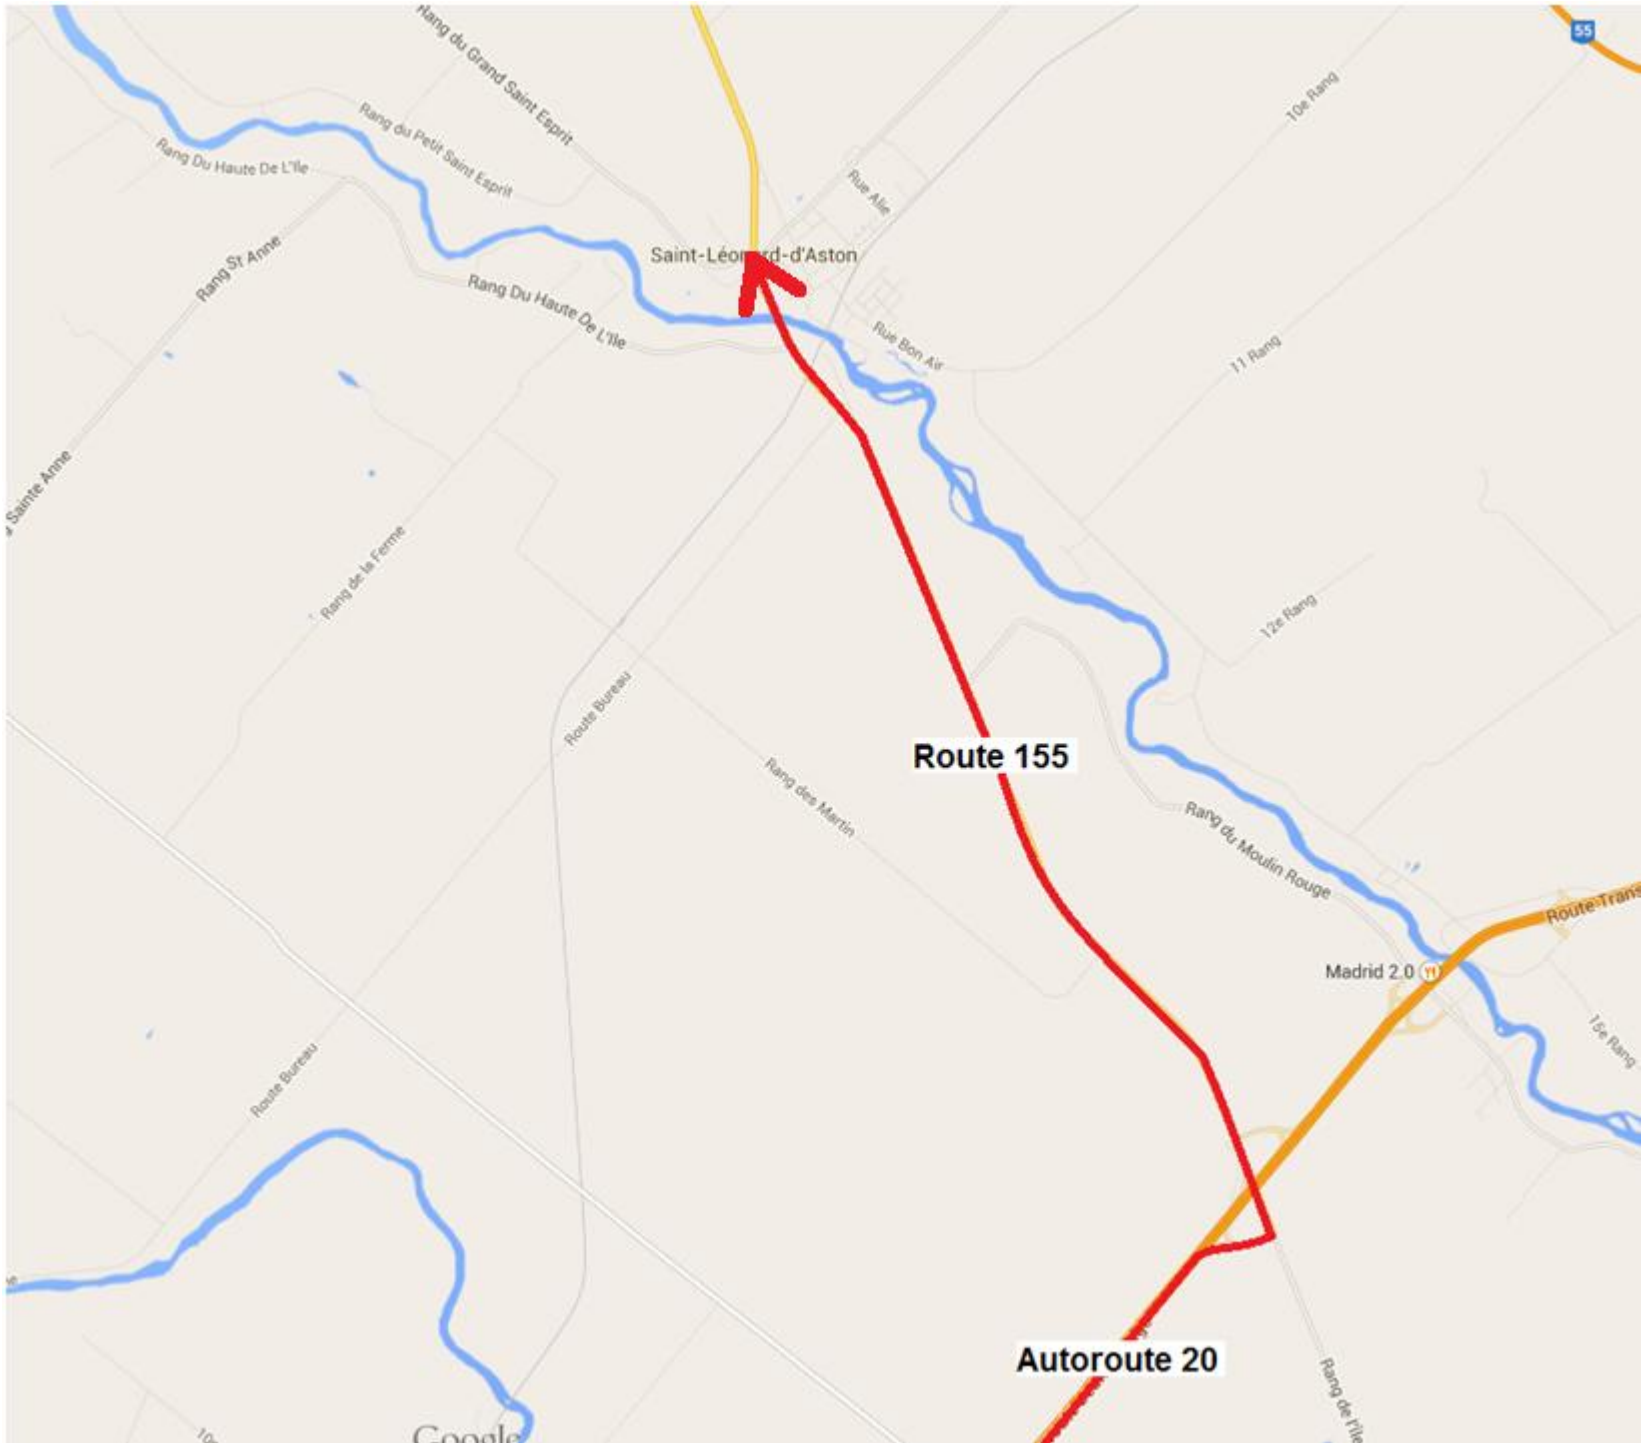 55
Rang du Grand Saint Esprit
10e Rang
Rang du Petit Saint Esprit
Rang Du Haute De L'Ile
Rue Alie
Rang St Anne
Saint-Léonard-d'Aston
Rang Du Haute De L'Ile
Rue Bon Air
11 Rang
Sainte Anne
Rang de la Ferme
12e Rang
Route Bureau
Route 155
Rang des Martin
Rang du Moulin Rouge
Route Trans
Madrid 2.0
15e Rang
Route Bureau
Autoroute 20
Rang de l'île
Google